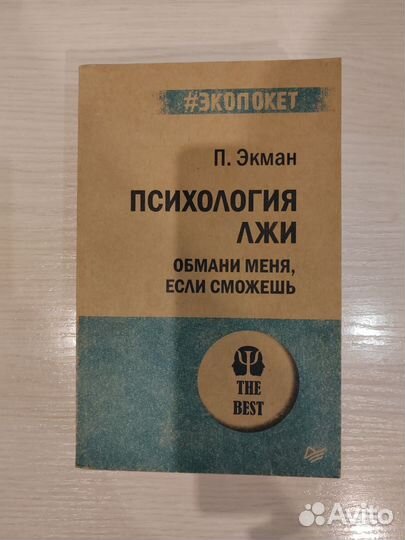 #ЭКОПОКЕТ
П. Экман
ПСИХОЛОГИЯ
ЛЖИ
ОБМАНИ МЕНЯ,
ЕСЛИ СМОЖЕШЬ
THE
BEST
Avito